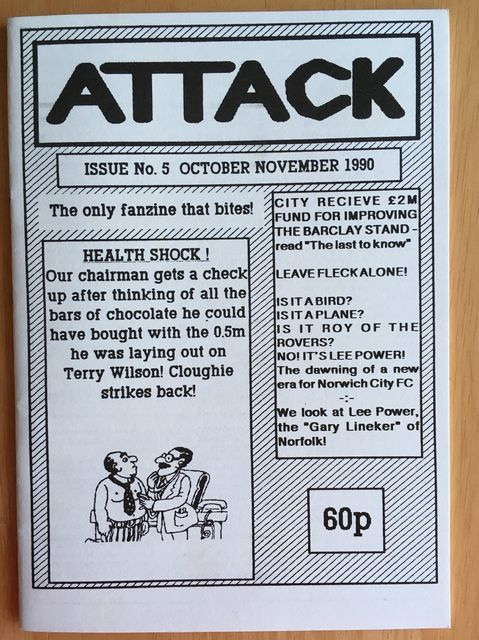 ATTACK
ISSUE No. 5 OCTOBER NOVEMBER 1990
The only fanzine that bites!
HEALTH SHOCK !
Our chairman gets a check
up after thinking of all the
bars of chocolate he could
have bought with the 0.5m
he was laying out on
Terry Wilson! Cloughie
strikes back!
CITY RECIEVE £2M
FUND FOR IMPROVING
THE BARCLAY STAND -
read "The last to know"
LEAVE FLECK ALONE!
IS IT A BIRD?
IS IT A PLANE?
IS IT ROY OF THE
ROVERS?
NO! IT'S LEE POWER!
The dawning of a new
era for Norwich City FC
-:-
We look at Lee Power,
the "Gary Lineker" of
Norfolk!
60p